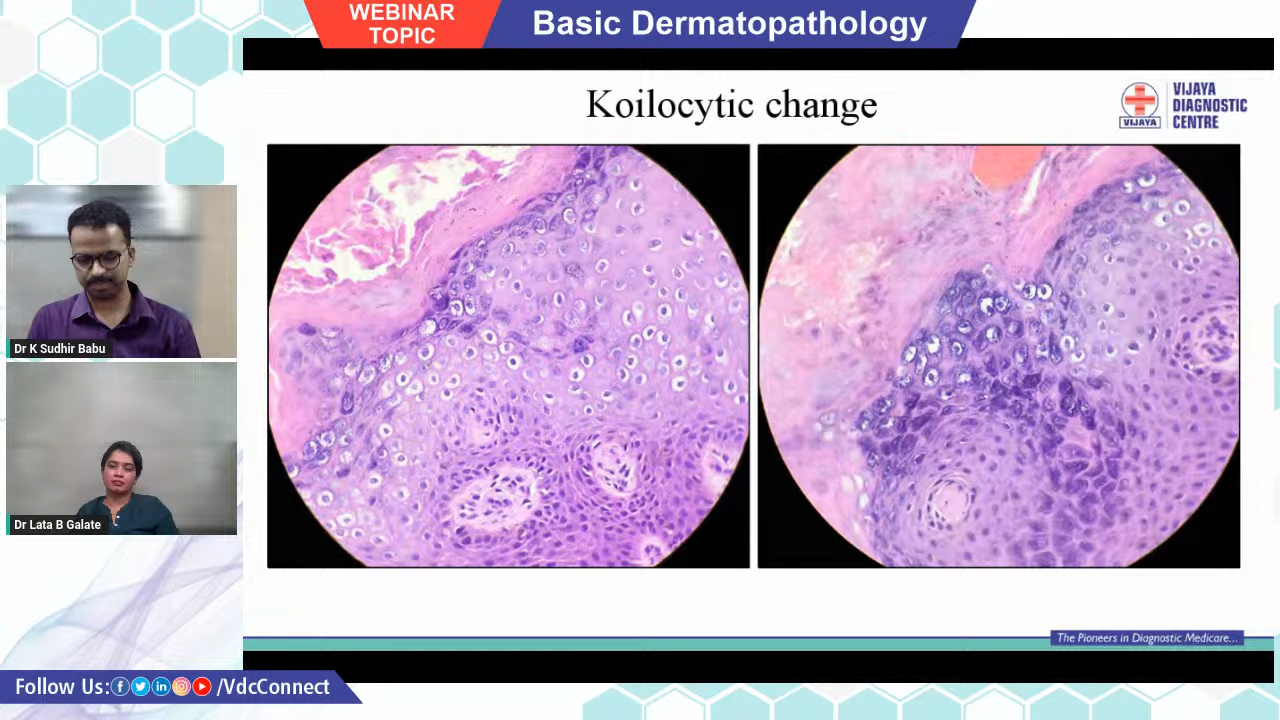 WEBINAR
TOPIC
Basic Dermatopathology
Koilocytic change
VIJAYA
VIJAYA
DIAGNOSTIC
CENTRE
Dr K Sudhir Babu
Dr Lata B Galate
The Pioneers in Diagnostic Medicare...
Follow Us: /VdcConnect